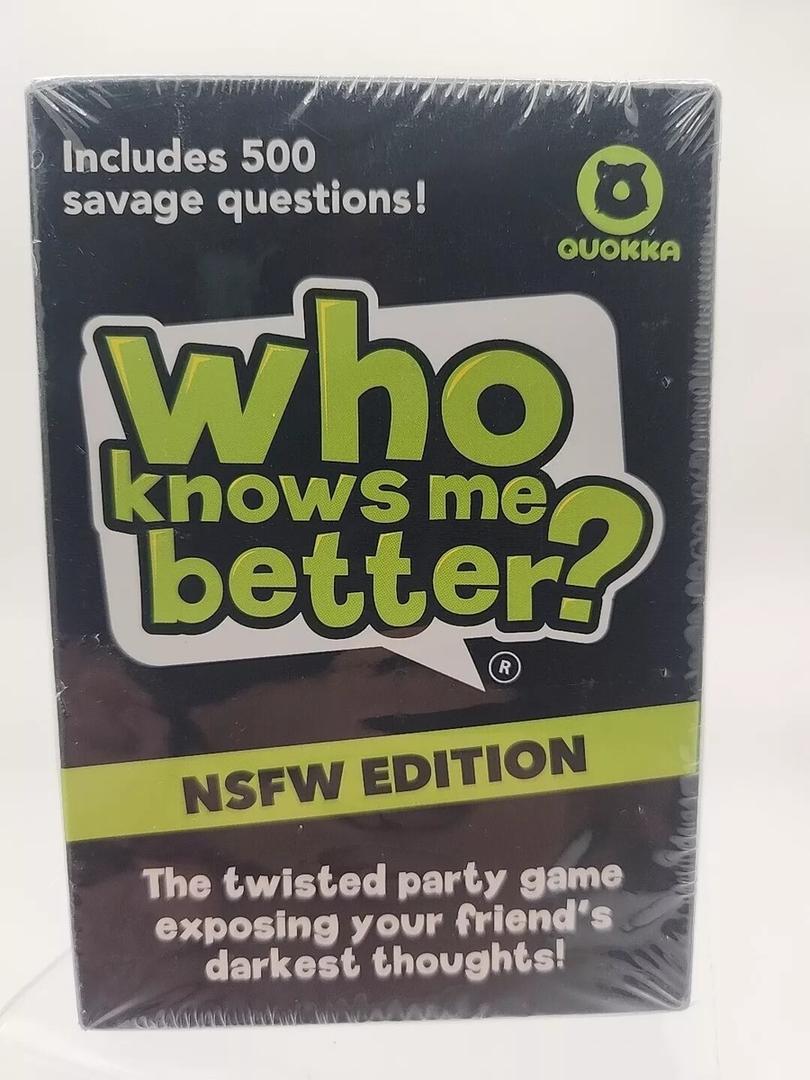 Includes 500
savage questions!
QUOKKA
who
knows me
better?
®
NSFW EDITION
The twisted party game
exposing your friend's
darkest thoughts!